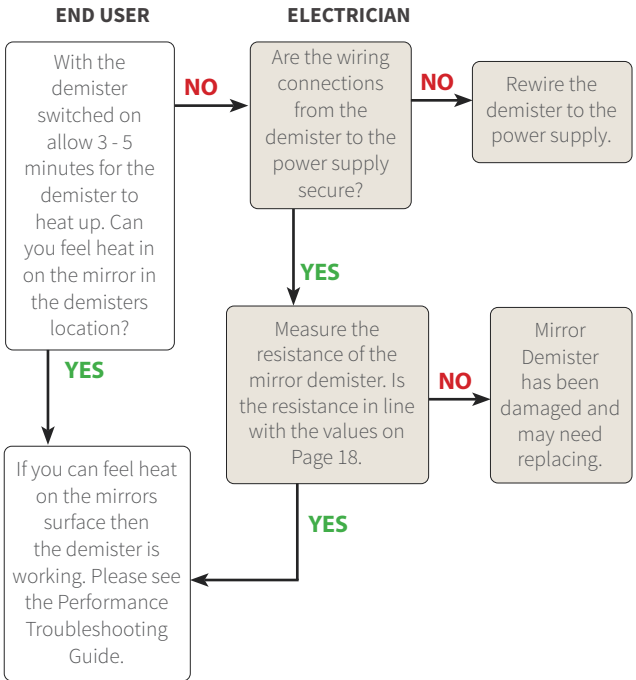 END USER
ELECTRICIAN
With the
demister
switched on
allow 3 - 5
minutes for the
demister to
heat up. Can
you feel heat in
on the mirror in
the demisters
location?
NO
Are the wiring
connections
from the
demister to the
power supply
secure?
NO
Rewire the
demister to the
power supply.
YES
YES
Measure the
resistance of the
mirror demister. Is
the resistance in line
with the values on
Page 18.
NO
Mirror
Demister
has been
damaged and
may need
replacing.
YES
If you can feel heat
on the mirrors
surface then
the demister is
working. Please see
the Performance
Troubleshooting
Guide.